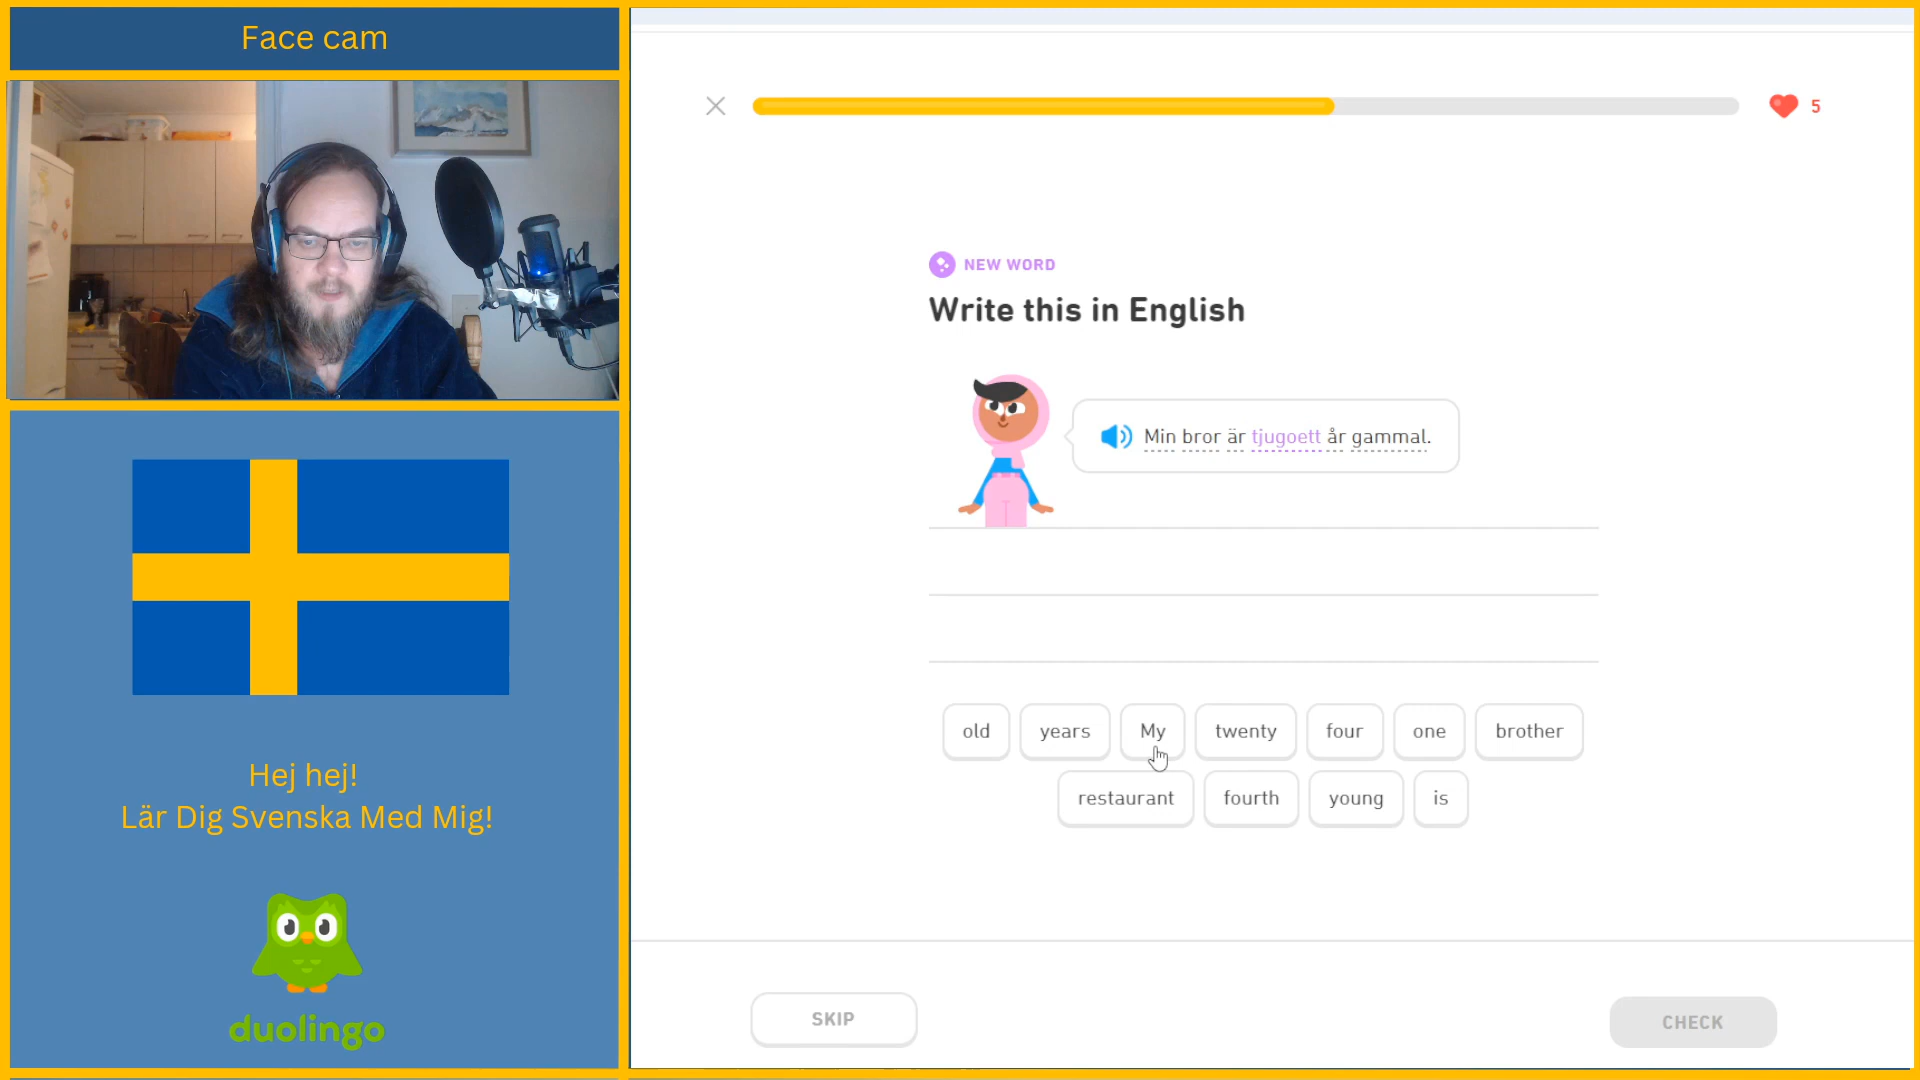 Face cam
5
NEW WORD
Write this in English
Min bror är tjugoett år gammal.
old years My twenty four one brother
restaurant fourth young is
Hej hej!
Lär Dig Svenska Med Mig!
duolingo
SKIP
CHECK